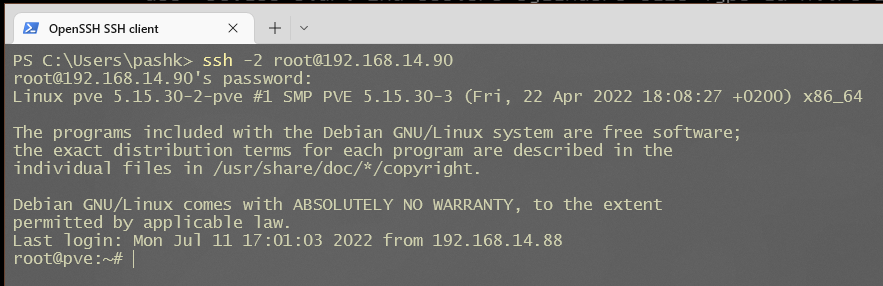 OpenSSH SSH client
PS C:\Users\pashk> ssh -2 root@192.168.14.90
root@192.168.14.90's password:
Linux pve 5.15.30-2-pve #1 SMP PVE 5.15.30-3 (Fri, 22 Apr 2022 18:08:27 +0200) x86_64
The programs included with the Debian GNU/Linux system are free software;
the exact distribution terms for each program are described in the
individual files in /usr/share/doc/*/copyright.
Debian GNU/Linux comes with ABSOLUTELY NO WARRANTY, to the extent
permitted by applicable law.
Last login: Mon Jul 11 17:01:03 2022 from 192.168.14.88
root@pve:~#